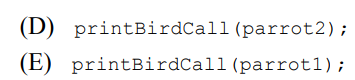 (D) printBirdCall(parrot2);
(E) printBirdCall(parrot1);